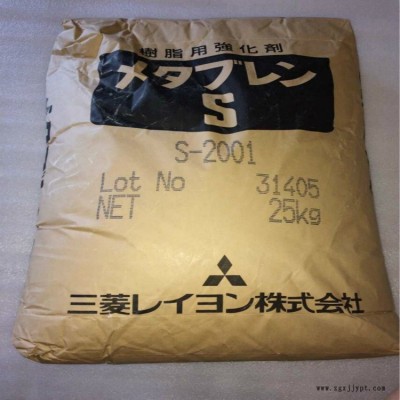 樹脂用強化剤
メタブレン
S
S-2001
Lot No 31405
NET 25kg
三菱レイヨン株式会社
www.zgzjjypt.com